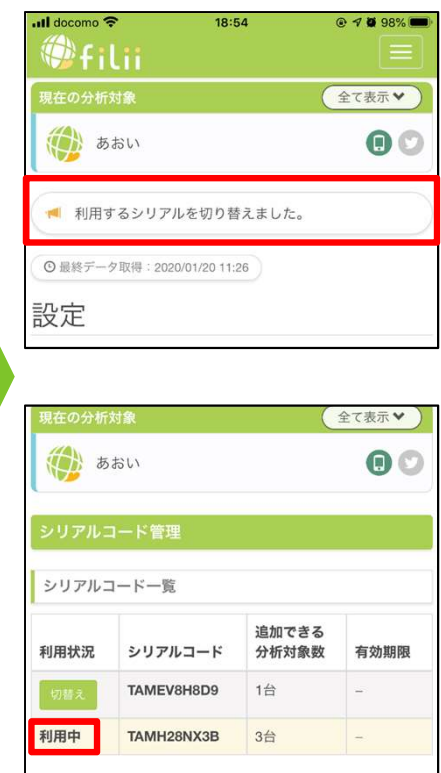 docomo 18:54 98%
filii
現在の分析対象 全て表示
あおい
利用するシリアルを切り替えました。
最終データ取得：2020/01/20 11:26
設定
現在の分析対象 全て表示
あおい
シリアルコード管理
シリアルコード一覧
利用状況 シリアルコード 追加できる分析対象数 有効期限
切替え TAMEV8H8D9 1台 –
利用中 TAMH28NX3B 3台 –